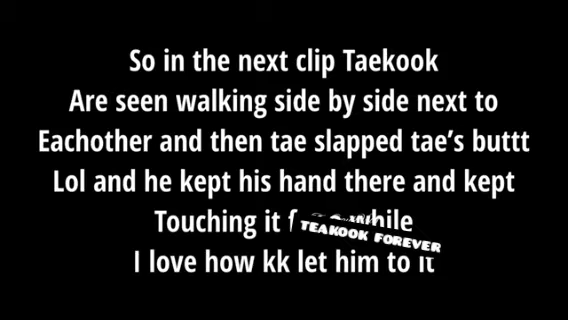 So in the next clip Taekook
Are seen walking side by side next to
Eachother and then tae slapped tae's buttt
Lol and he kept his hand there and kept
Touching it while
TEAKOOK FOREVER
I love how kk let him to it